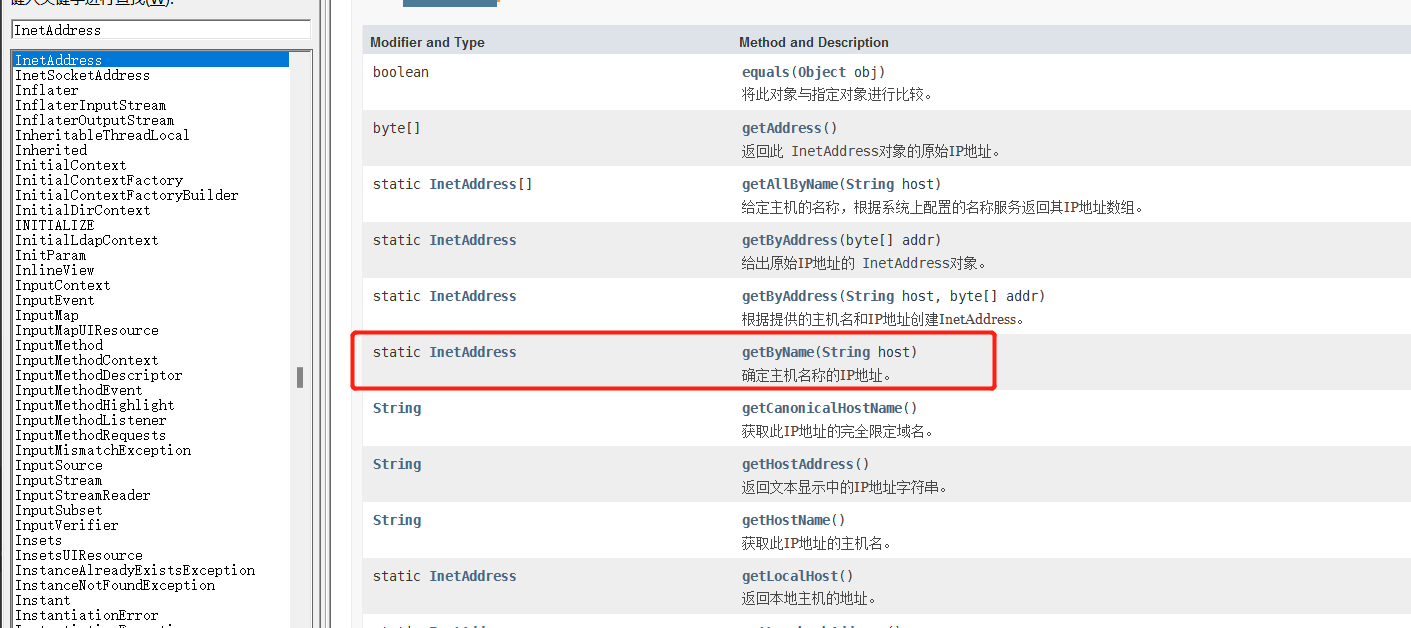 InetAddress
InetAddress
InetSocketAddress
Inflater
InflaterInputStream
InflaterOutputStream
InheritableThreadLocal
Inherited
InitialContext
InitialContextFactory
InitialContextFactoryBuilder
InitialDirContext
INITIALIZE
InitialLdapContext
InitParam
InlineView
InputContext
InputEvent
InputMap
InputMapUIResource
InputMethod
InputMethodContext
InputMethodDescriptor
InputMethodEvent
InputMethodHighlight
InputMethodListener
InputMethodRequests
InputMismatchException
InputSource
InputStream
InputStreamReader
InputSubset
InputVerifier
Insets
InsetsUIResource
InstanceAlreadyExistsException
InstanceNotFoundException
Instant
InstantiationError
Modifier and Type Method and Description
boolean equals(Object obj)
将此对象与指定对象进行比较。
byte[] getAddress()
返回此 InetAddress对象的原始IP地址。
static InetAddress[] getAllByName(String host)
给定主机的名称，根据系统上配置的名称服务返回其IP地址数组。
static InetAddress getByAddress(byte[] addr)
给出原始IP地址的 InetAddress对象。
static InetAddress getByAddress(String host, byte[] addr)
根据提供的主机名和IP地址创建InetAddress。
static InetAddress getByName(String host)
确定主机名称的IP地址。
String getCanonicalHostName()
获取此IP地址的完全限定域名。
String getHostAddress()
返回文本显示中的IP地址字符串。
String getHostName()
获取此IP地址的主机名。
static InetAddress getLocalHost()
返回本地主机的地址。